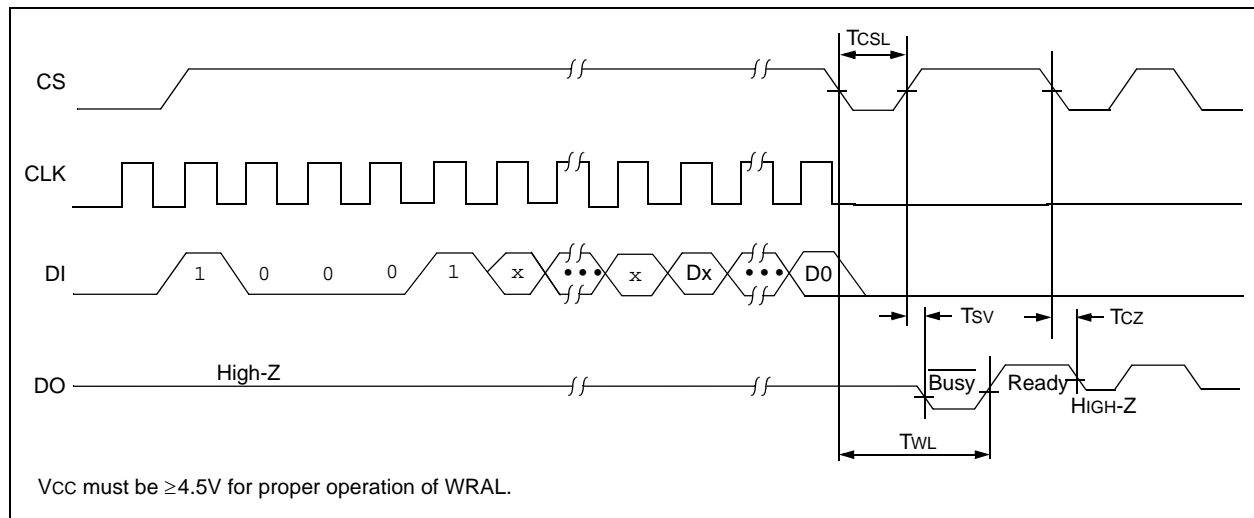 TCSL
CS
CLK
DI 1 0 0 0 1 x ••• x Dx ••• D0
TSV TCZ
DO High-Z Busy Ready HIGH-Z
TWL
VCC must be ≥4.5V for proper operation of WRAL.